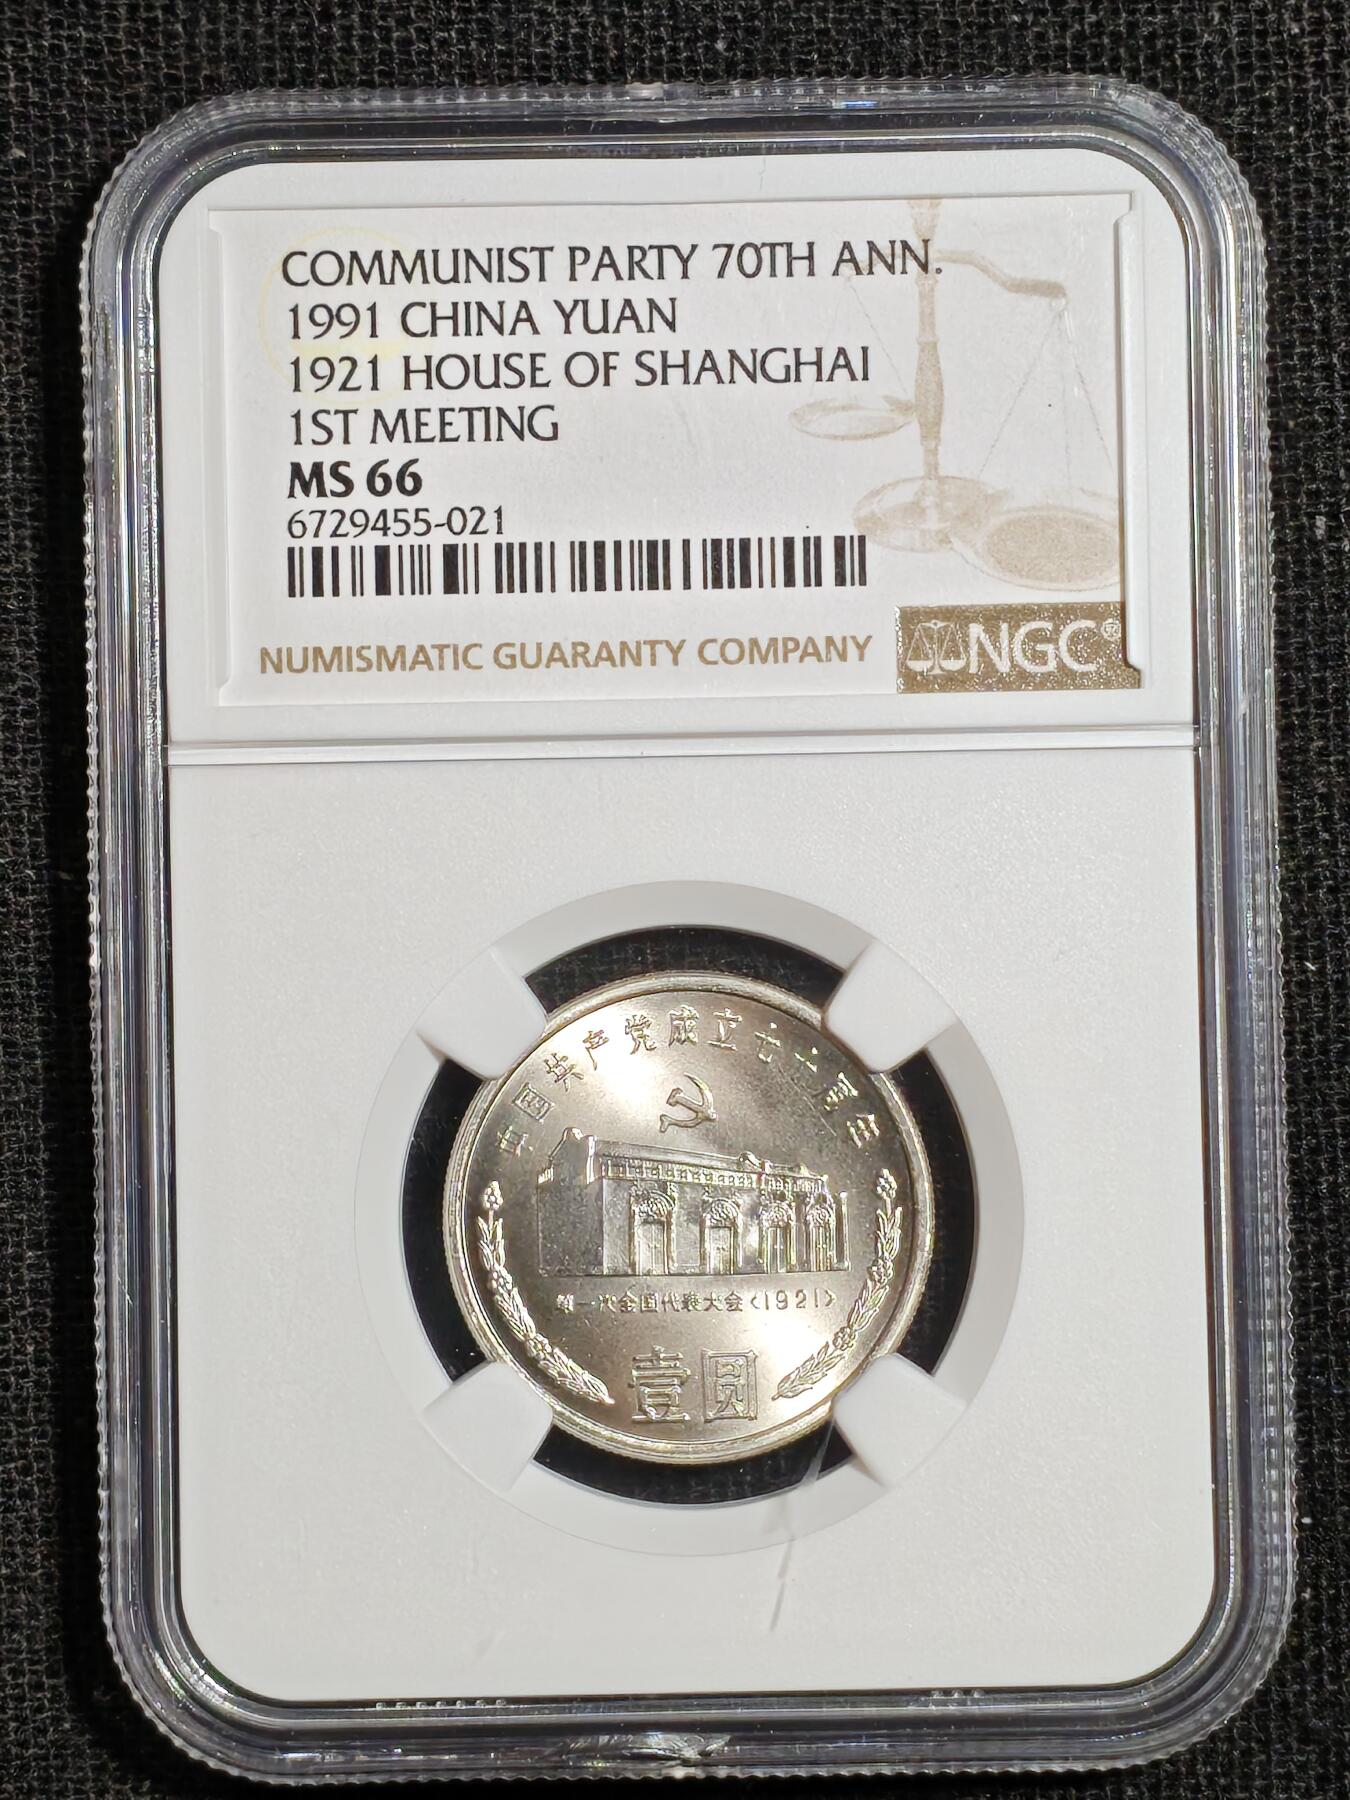 COMMUNIST PARTY 70TH ANN.
1991 CHINA YUAN
1921 HOUSE OF SHANGHAI
1ST MEETING
MS 66
6729455-021
NUMISMATIC GUARANTY COMPANY
NGC®
中国共产党成立七十周年
第一次全国代表大会<1921>
壹圆